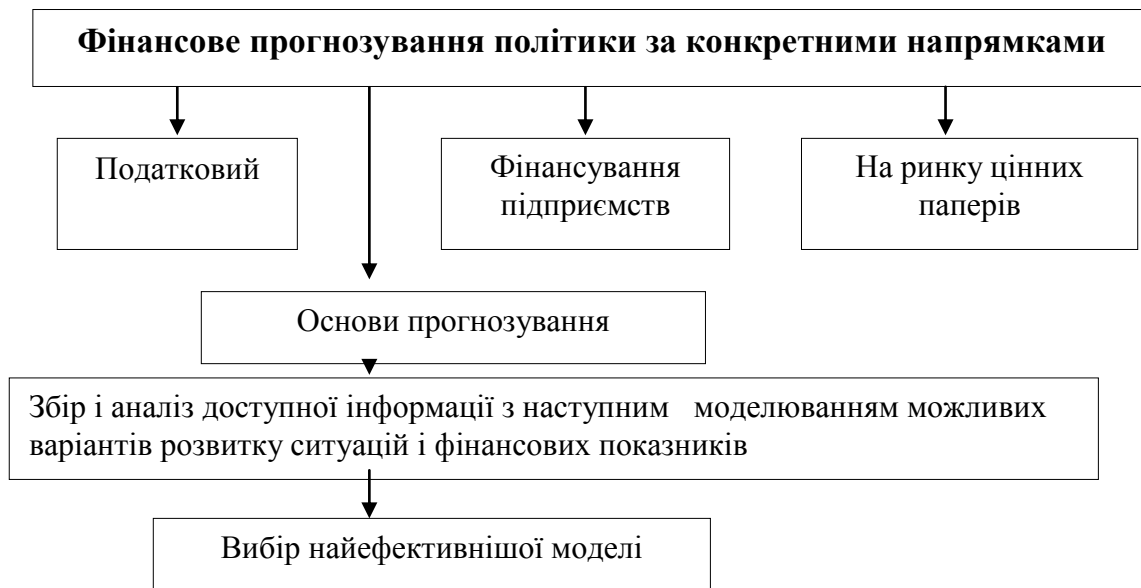 Фінансове прогнозування політики за конкретними напрямками
Податковий
Фінансування
підприємств
На ринку цінних
паперів
Основи прогнозування
Збір і аналіз доступної інформації з наступним моделюванням можливих
варіантів розвитку ситуацій і фінансових показників
Вибір найефективнішої моделі